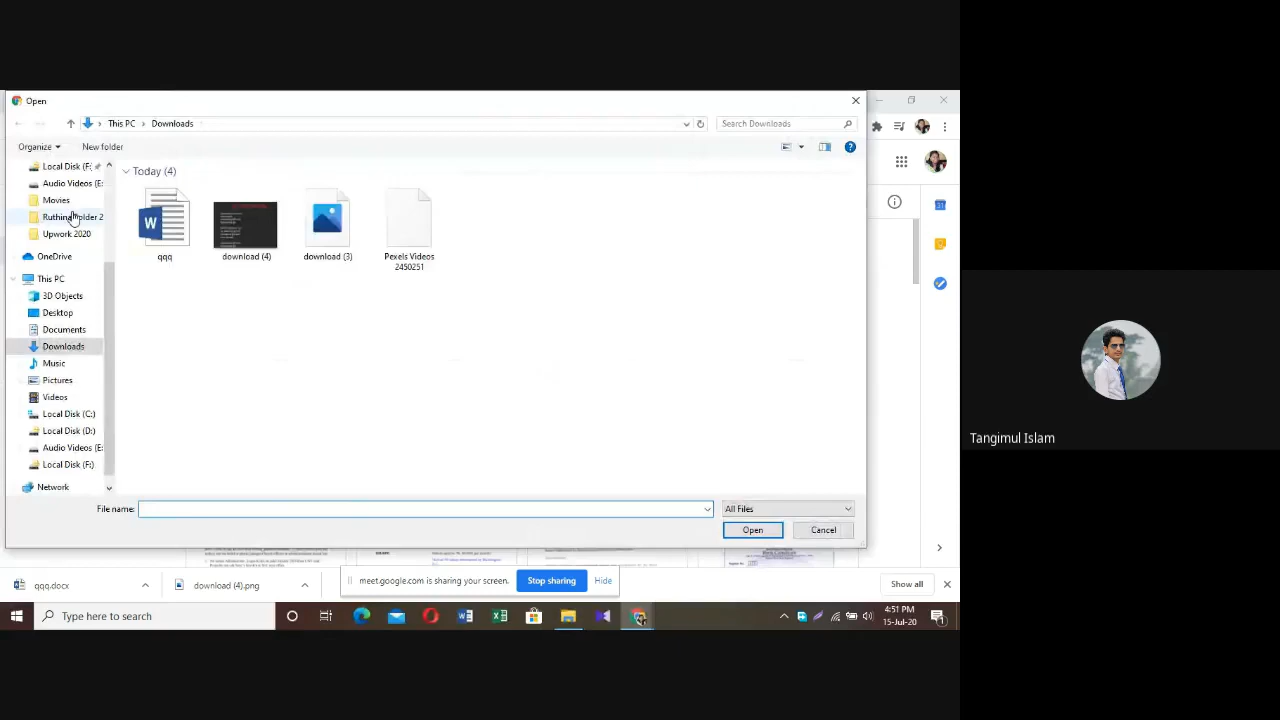 Open
This PC > Downloads
Search Downloads
Organize
New folder
Local Disk (F:
Today (4)
Audio Videos (E:
Movies
Upwork 2020
OneDrive
This PC
3D Objects
Desktop
Documents
Downloads
Music
Pictures
Videos
Local Disk (C:)
Local Disk (D:)
Audio Videos (E:
Local Disk (F:)
Network
qqq
download (4)
download (3)
Pexels Videos
2450251
File name:
All Files
Open
Cancel
qqq.docx
download (4).png
meet.google.com is sharing your screen.
Stop sharing
Hide
Show all
Type here to search
4:51 PM
15-Jul-20
Tangimul Islam